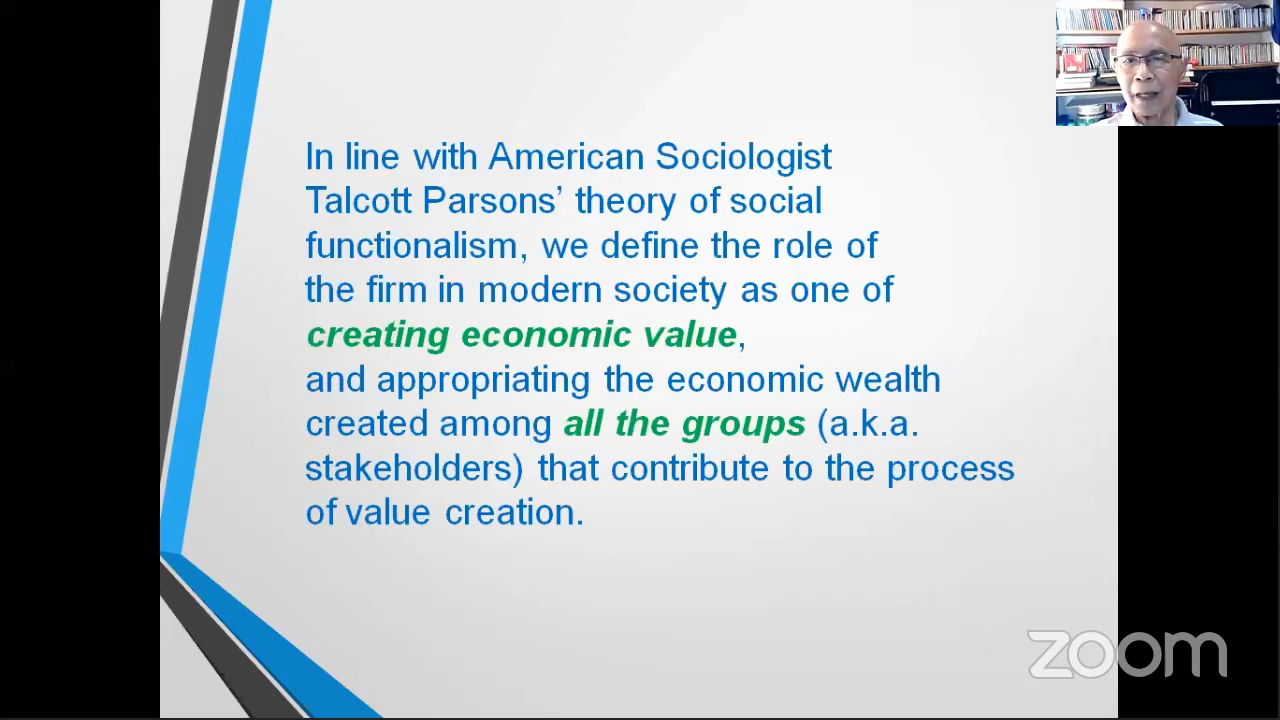 In line with American Sociologist
Talcott Parsons’ theory of social
functionalism, we define the role of
the firm in modern society as one of
creating economic value,
and appropriating the economic wealth
created among all the groups (a.k.a.
stakeholders) that contribute to the process
of value creation.
zoom